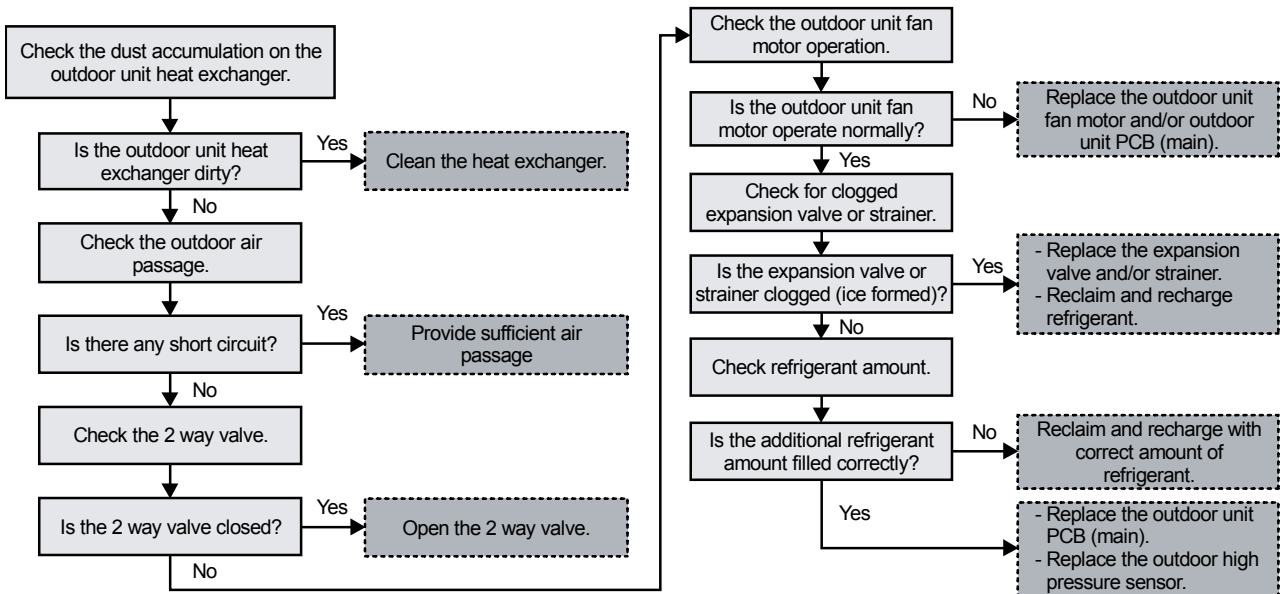 Check the dust accumulation on the
outdoor unit heat exchanger.
Is the outdoor unit heat
exchanger dirty?
Yes
Clean the heat exchanger.
No
Check the outdoor air
passage.
Is there any short circuit?
Yes
Provide sufficient air
passage
No
Check the 2 way valve.
Is the 2 way valve closed?
Yes
Open the 2 way valve.
No
Check the outdoor unit fan
motor operation.
Is the outdoor unit fan
motor operate normally?
No
Replace the outdoor unit
fan motor and/or outdoor
unit PCB (main).
Yes
Check for clogged
expansion valve or strainer.
Is the expansion valve or
strainer clogged (ice formed)?
Yes
- Replace the expansion
valve and/or strainer.
- Reclaim and recharge
refrigerant.
No
Check refrigerant amount.
Is the additional refrigerant
amount filled correctly?
No
Reclaim and recharge with
correct amount of
refrigerant.
Yes
- Replace the outdoor unit
PCB (main).
- Replace the outdoor high
pressure sensor.